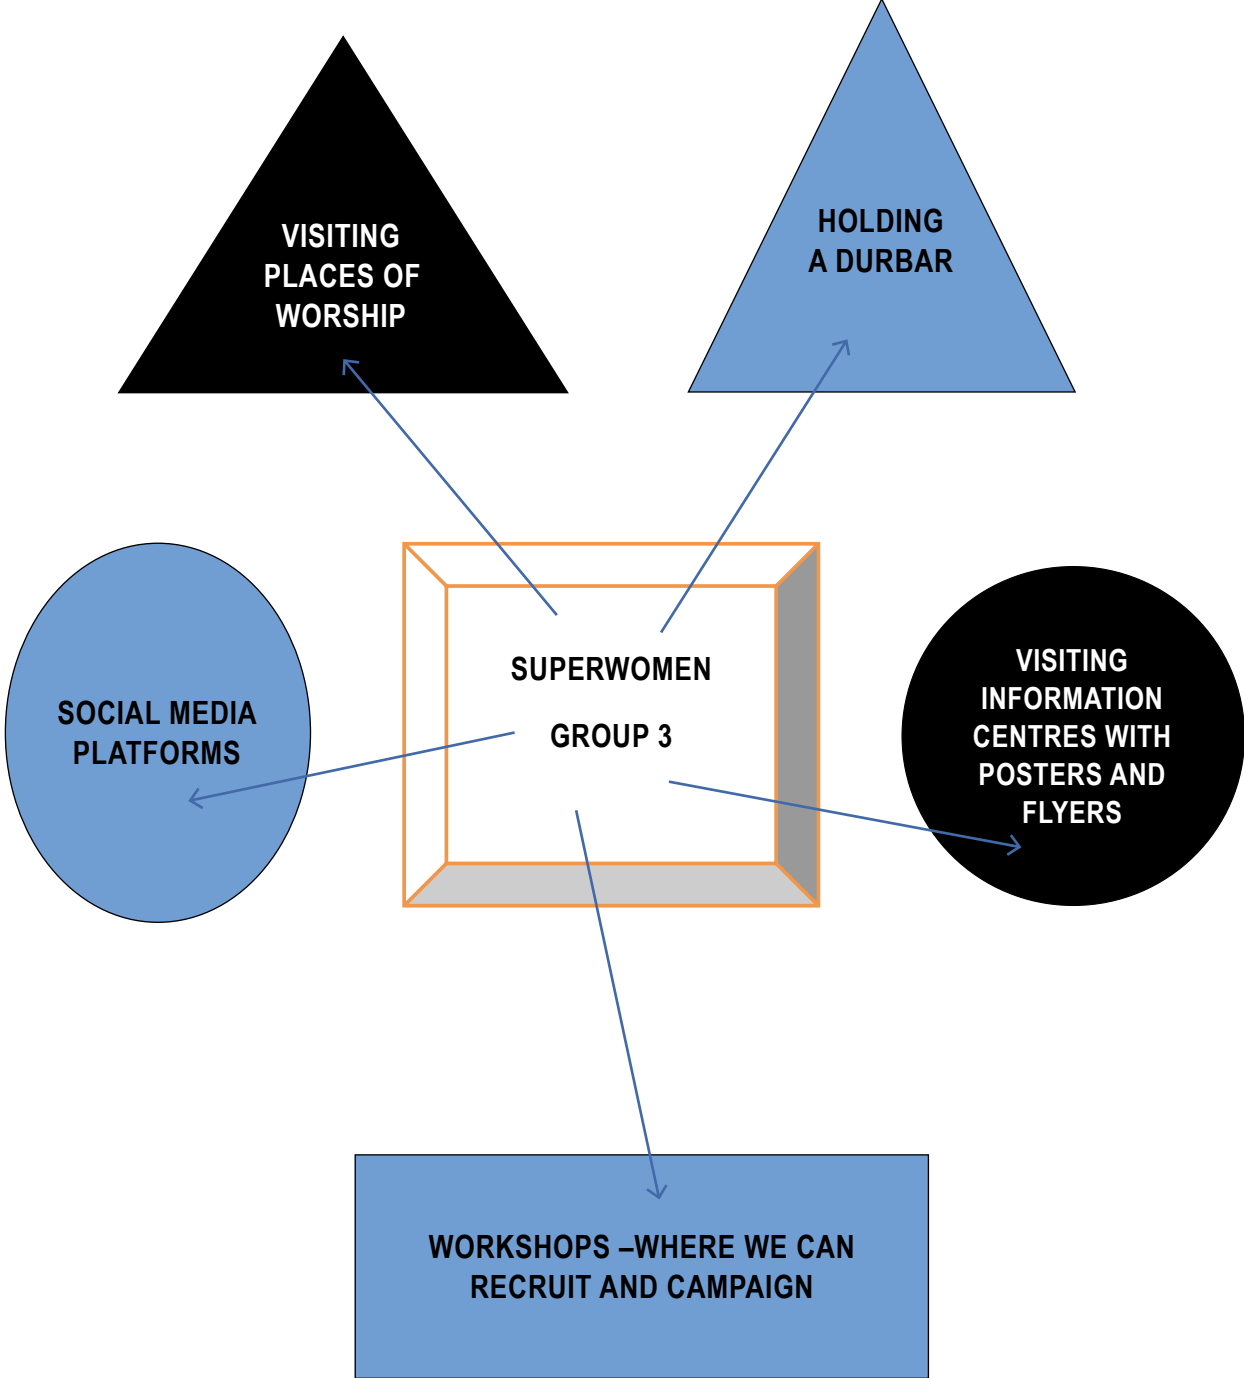 VISITING
PLACES OF
WORSHIP
HOLDING
A DURBAR
SOCIAL MEDIA
PLATFORMS
SUPERWOMEN
GROUP 3
VISITING
INFORMATION
CENTRES WITH
POSTERS AND
FLYERS
WORKSHOPS –WHERE WE CAN
RECRUIT AND CAMPAIGN